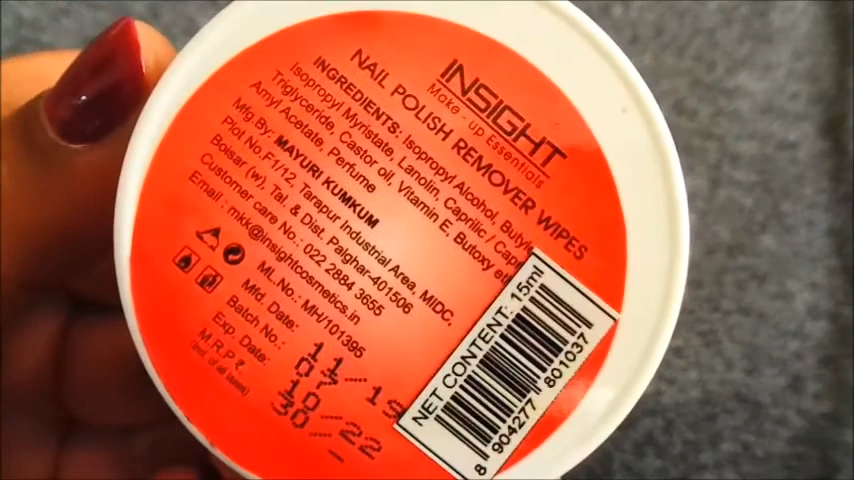 INSIGHT
Make-up Essentials
NAIL POLISH REMOVER WIPES
INGREDIENTS: Isopropyl Alcohol, Butyl
Isopropyl Myristate, Lanolin, Caprilic / Capric
Triglyceride, Castor oil, Vitamin E, Butoxy
Amyl Acetate, Perfume
Mfg.By: MAYURI KUMKUM
Plot No.F1/12, Tarapur Industrial Area, MIDC,
Boisar (w), Tal. & Dist. Palghar-401506
Customer care No.: 022 2884 3655
Email : mkk@insightcosmetics.in
ML.No.: MH/101395
Mfd. Date: 11 / 19
Batch No.: 07
Exp. Date: 10 / 22
M.R.P.₹ 30
(Incl. of all taxes)
NET CONTENT: 15ml
8 904277 801037